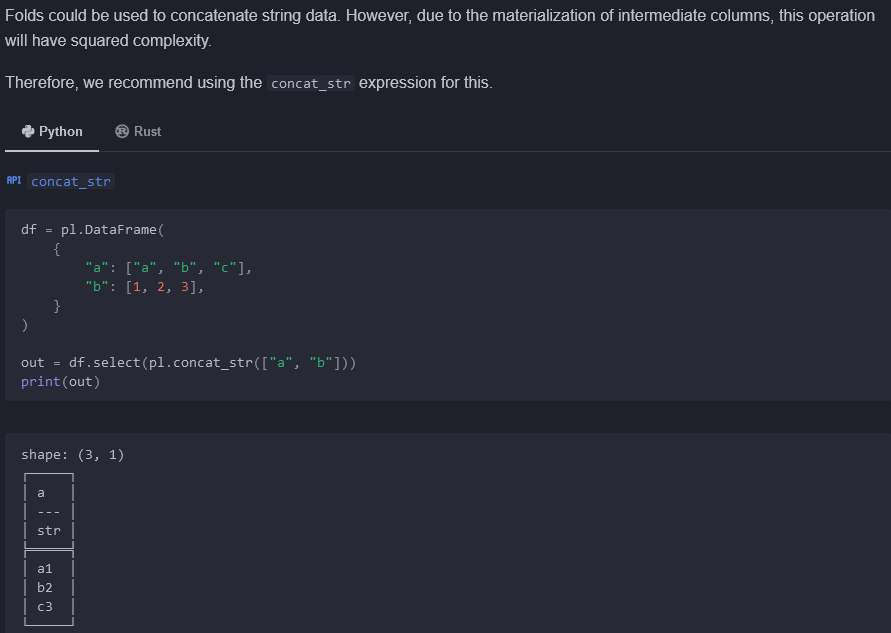 Folds could be used to concatenate string data. However, due to the materialization of intermediate columns, this operation
will have squared complexity.
Therefore, we recommend using the concat_str expression for this.
Python Rust
API concat_str
df = pl.DataFrame(
    {
        "a": ["a", "b", "c"],
        "b": [1, 2, 3],
    }
)
out = df.select(pl.concat_str(["a", "b"]))
print(out)
shape: (3, 1)
┌─────┐
│ a   │
│ --- │
│ str │
╞═════╡
│ a1  │
│ b2  │
│ c3  │
└─────┘